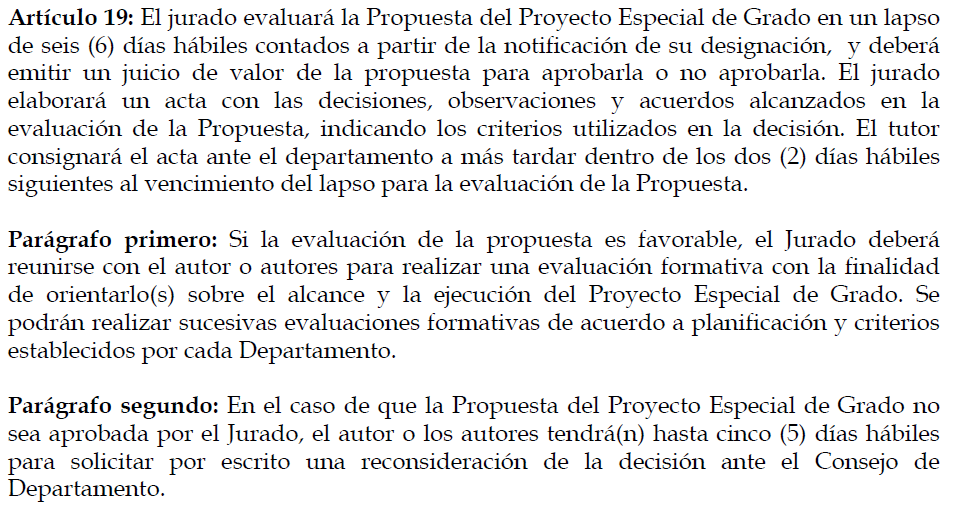 Artículo 19: El jurado evaluará la Propuesta del Proyecto Especial de Grado en un lapso
de seis (6) días hábiles contados a partir de la notificación de su designación, y deberá
emitir un juicio de valor de la propuesta para aprobarla o no aprobarla. El jurado
elaborará un acta con las decisiones, observaciones y acuerdos alcanzados en la
evaluación de la Propuesta, indicando los criterios utilizados en la decisión. El tutor
consignará el acta ante el departamento a más tardar dentro de los dos (2) días hábiles
siguientes al vencimiento del lapso para la evaluación de la Propuesta.
Parágrafo primero: Si la evaluación de la propuesta es favorable, el Jurado deberá
reunirse con el autor o autores para realizar una evaluación formativa con la finalidad
de orientarlo(s) sobre el alcance y la ejecución del Proyecto Especial de Grado. Se
podrán realizar sucesivas evaluaciones formativas de acuerdo a planificación y criterios
establecidos por cada Departamento.
Parágrafo segundo: En el caso de que la Propuesta del Proyecto Especial de Grado no
sea aprobada por el Jurado, el autor o los autores tendrá(n) hasta cinco (5) días hábiles
para solicitar por escrito una reconsideración de la decisión ante el Consejo de
Departamento.